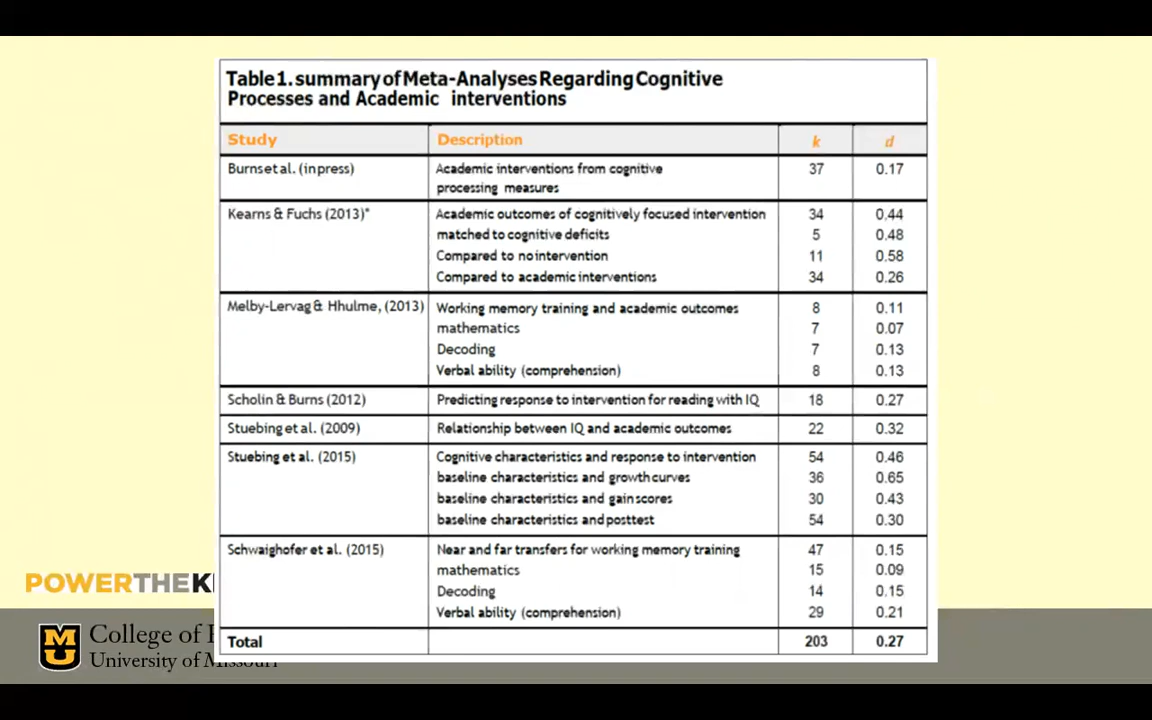 Table 1. summary of Meta-Analyses Regarding Cognitive
Processes and Academic interventions
Study Description k d
Burns et al. (in press) Academic interventions from cognitive 37 0.17
processing measures
Kearns & Fuchs (2013)* Academic outcomes of cognitively focused intervention 34 0.44
matched to cognitive deficits 5 0.48
Compared to no intervention 11 0.58
Compared to academic interventions 34 0.26
Melby-Lervag & Hhulme, (2013) Working memory training and academic outcomes 8 0.11
mathematics 7 0.07
Decoding 7 0.13
Verbal ability (comprehension) 8 0.13
Scholin & Burns (2012) Predicting response to intervention for reading with IQ 18 0.27
Stuebing et al. (2009) Relationship between IQ and academic outcomes 22 0.32
Stuebing et al. (2015) Cognitive characteristics and response to intervention 54 0.46
baseline characteristics and growth curves 36 0.65
baseline characteristics and gain scores 30 0.43
baseline characteristics and posttest 54 0.30
Schwaighofer et al. (2015) Near and far transfers for working memory training 47 0.15
mathematics 15 0.09
Decoding 14 0.15
Verbal ability (comprehension) 29 0.21
Total 203 0.27
POWERTHEK
MU
College of
University of Missouri